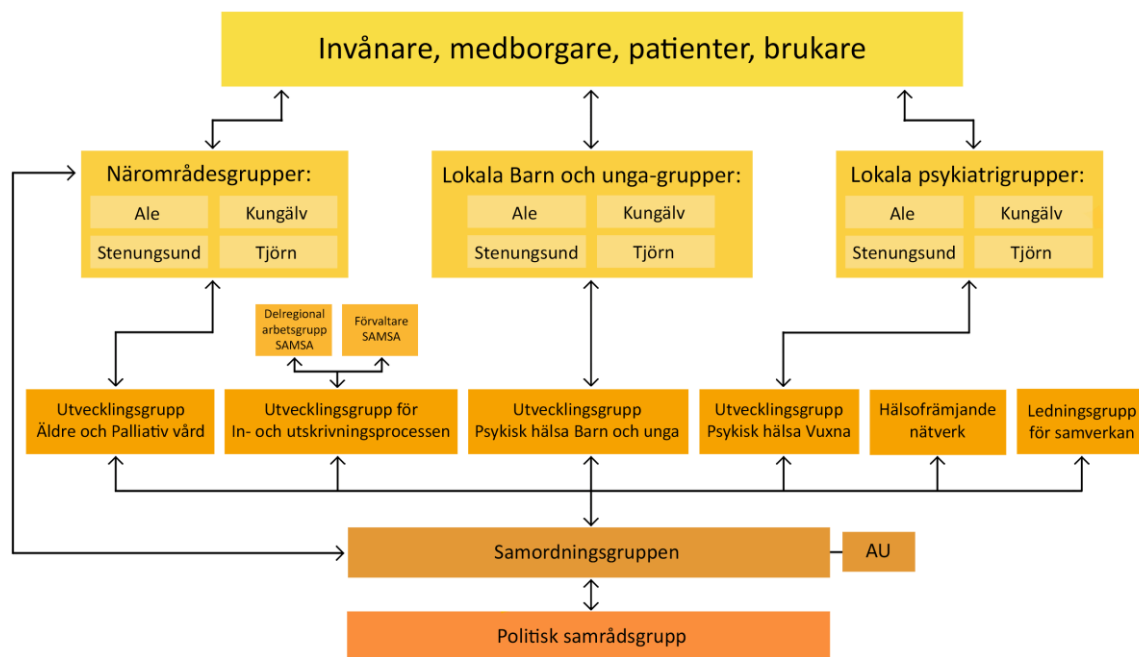 Invånare, medborgare, patienter, brukare
Närområdesgrupper:
Ale
Kungälv
Stenungsund
Tjörn
Lokala Barn och unga-grupper:
Ale
Kungälv
Stenungsund
Tjörn
Lokala psykiatrigrupper:
Ale
Kungälv
Stenungsund
Tjörn
Delregional
arbetsgrupp
SAMSA
Förvaltare
SAMSA
Utvecklingsgrupp
Äldre och Palliativ vård
Utvecklingsgrupp för
In- och utskrivningsprocessen
Utvecklingsgrupp
Psykisk hälsa Barn och unga
Utvecklingsgrupp
Psykisk hälsa Vuxna
Hälsofrämjande
nätverk
Ledningsgrupp
för samverkan
Samordningsgruppen
AU
Politisk samrådsgrupp